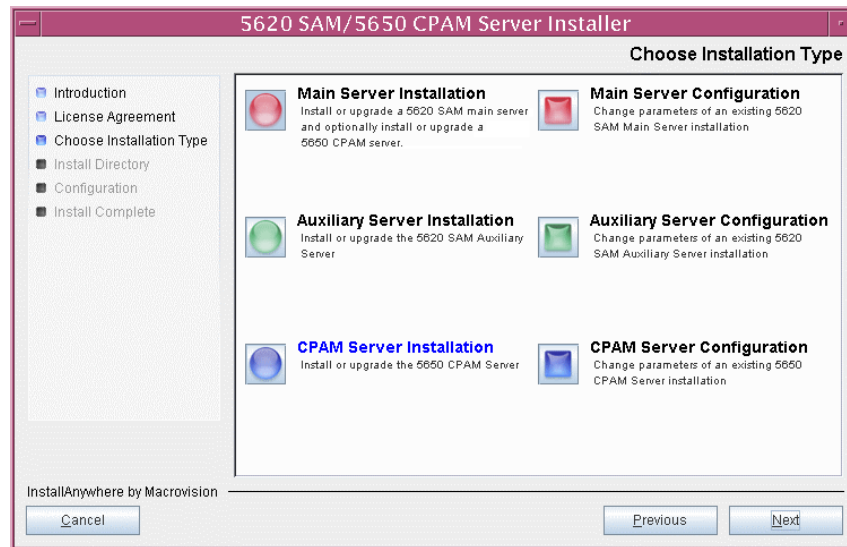 5620 SAM/5650 CPAM Server Installer
Choose Installation Type
Introduction
License Agreement
Choose Installation Type
Install Directory
Configuration
Install Complete
Main Server Installation
Install or upgrade a 5620 SAM main server
and optionally install or upgrade a
5650 CPAM server.
Main Server Configuration
Change parameters of an existing 5620
SAM Main Server installation
Auxiliary Server Installation
Install or upgrade the 5620 SAM Auxiliary
Server
Auxiliary Server Configuration
Change parameters of an existing 5620
SAM Auxiliary Server installation
CPAM Server Installation
Install or upgrade the 5650 CPAM Server
CPAM Server Configuration
Change parameters of an existing 5650
CPAM Server installation
InstallAnywhere by Macrovision
Cancel
Previous
Next